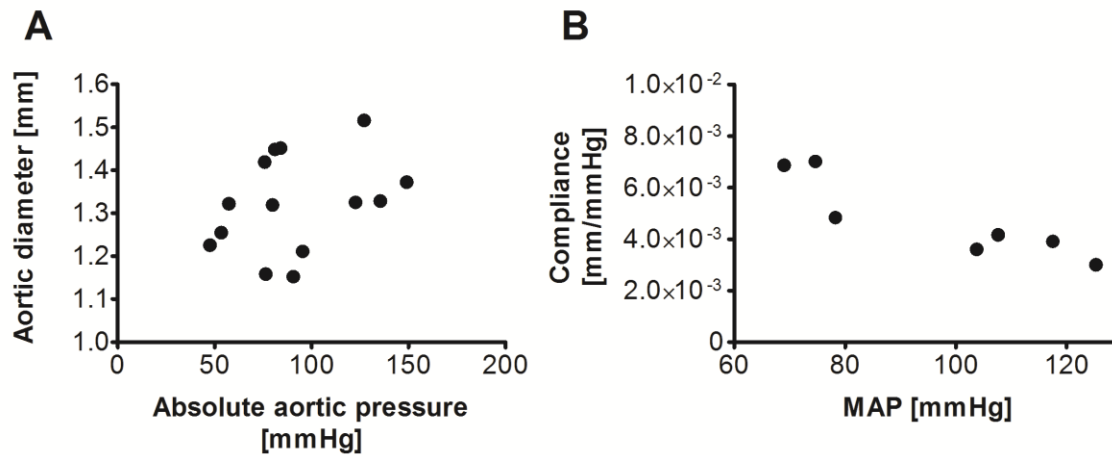 A
Aortic diameter [mm]
1.6
1.5
1.4
1.3
1.2
1.1
1.0
0
50
100
150
200
Absolute aortic pressure
[mmHg]
B
Compliance
[mm/mmHg]
1.0×10⁻²
8.0×10⁻³
6.0×10⁻³
4.0×10⁻³
2.0×10⁻³
0
60
80
100
120
MAP [mmHg]